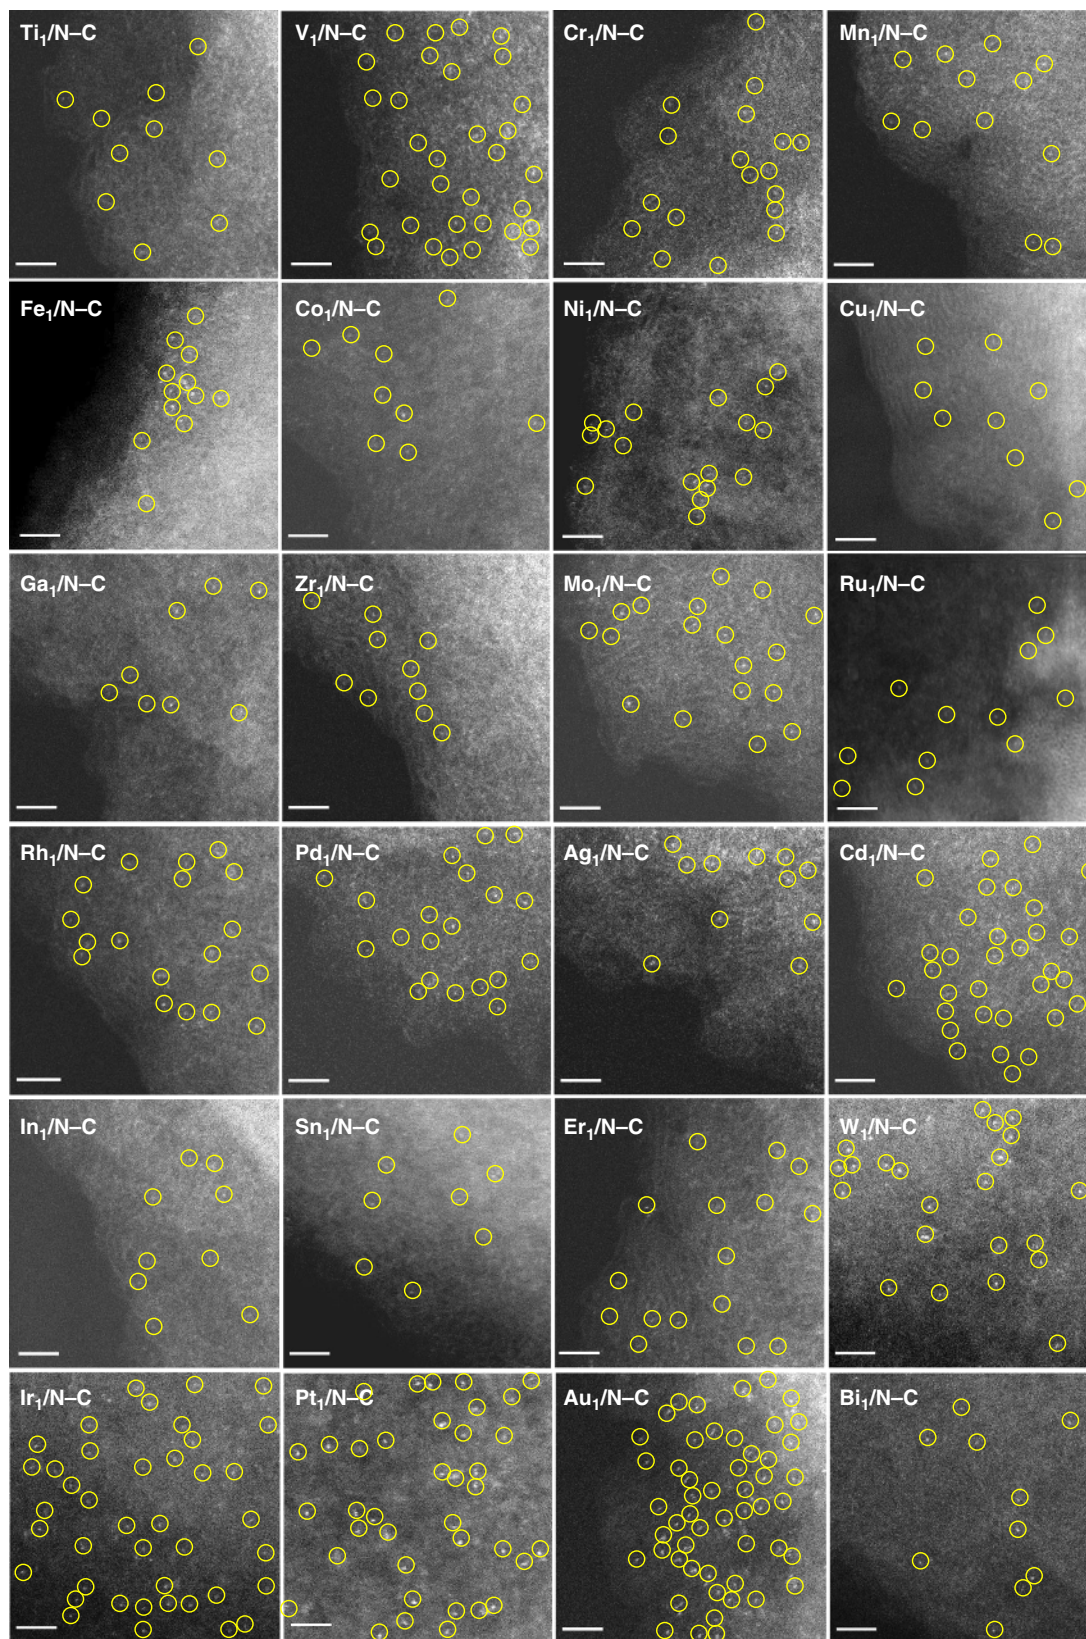 Ti₁/N–C
V₁/N–C
Cr₁/N–C
Mn₁/N–C
Fe₁/N–C
Co₁/N–C
Ni₁/N–C
Cu₁/N–C
Ga₁/N–C
Zr₁/N–C
Mo₁/N–C
Ru₁/N–C
Rh₁/N–C
Pd₁/N–C
Ag₁/N–C
Cd₁/N–C
In₁/N–C
Sn₁/N–C
Er₁/N–C
W₁/N–C
Ir₁/N–C
Pt₁/N–C
Au₁/N–C
Bi₁/N–C